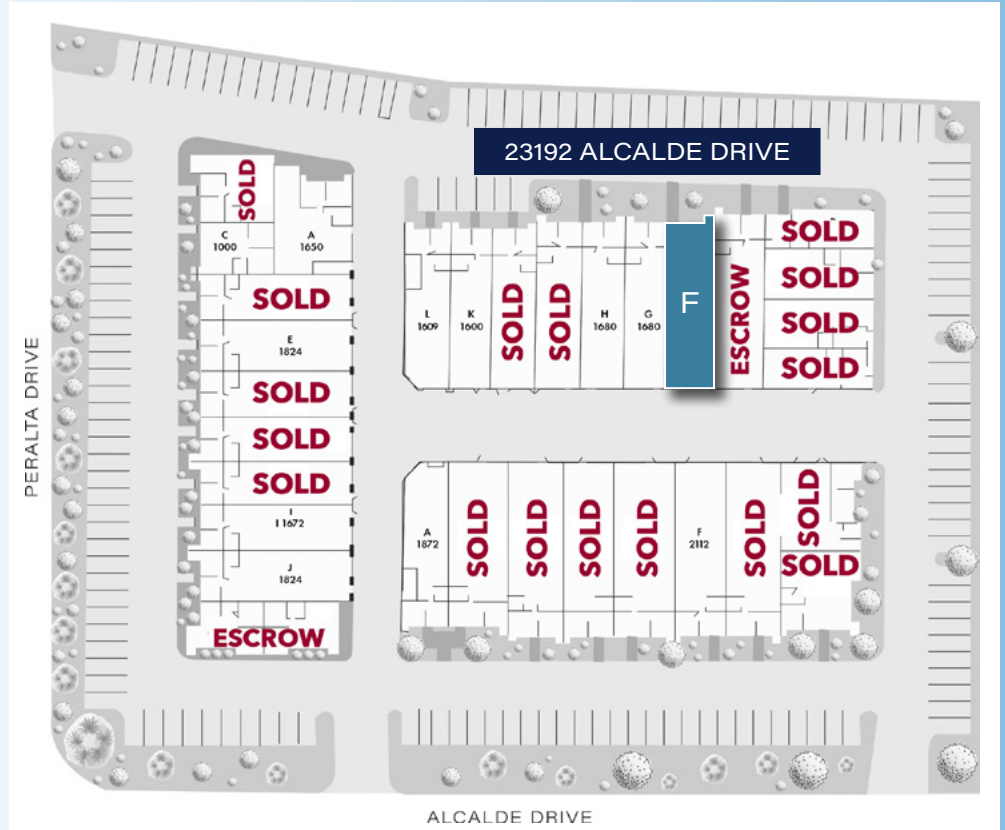 23192 ALCALDE DRIVE
SOLD
C
1000
A
1650
SOLD
E
1824
SOLD
SOLD
SOLD
I
I 1672
J
1824
ESCROW
L
1609
K
1600
SOLD
SOLD
H
1680
G
1680
F
ESCROW
SOLD
SOLD
SOLD
SOLD
A
1872
SOLD
SOLD
SOLD
SOLD
F
2112
SOLD
SOLD
SOLD
PERALTA DRIVE
ALCALDE DRIVE